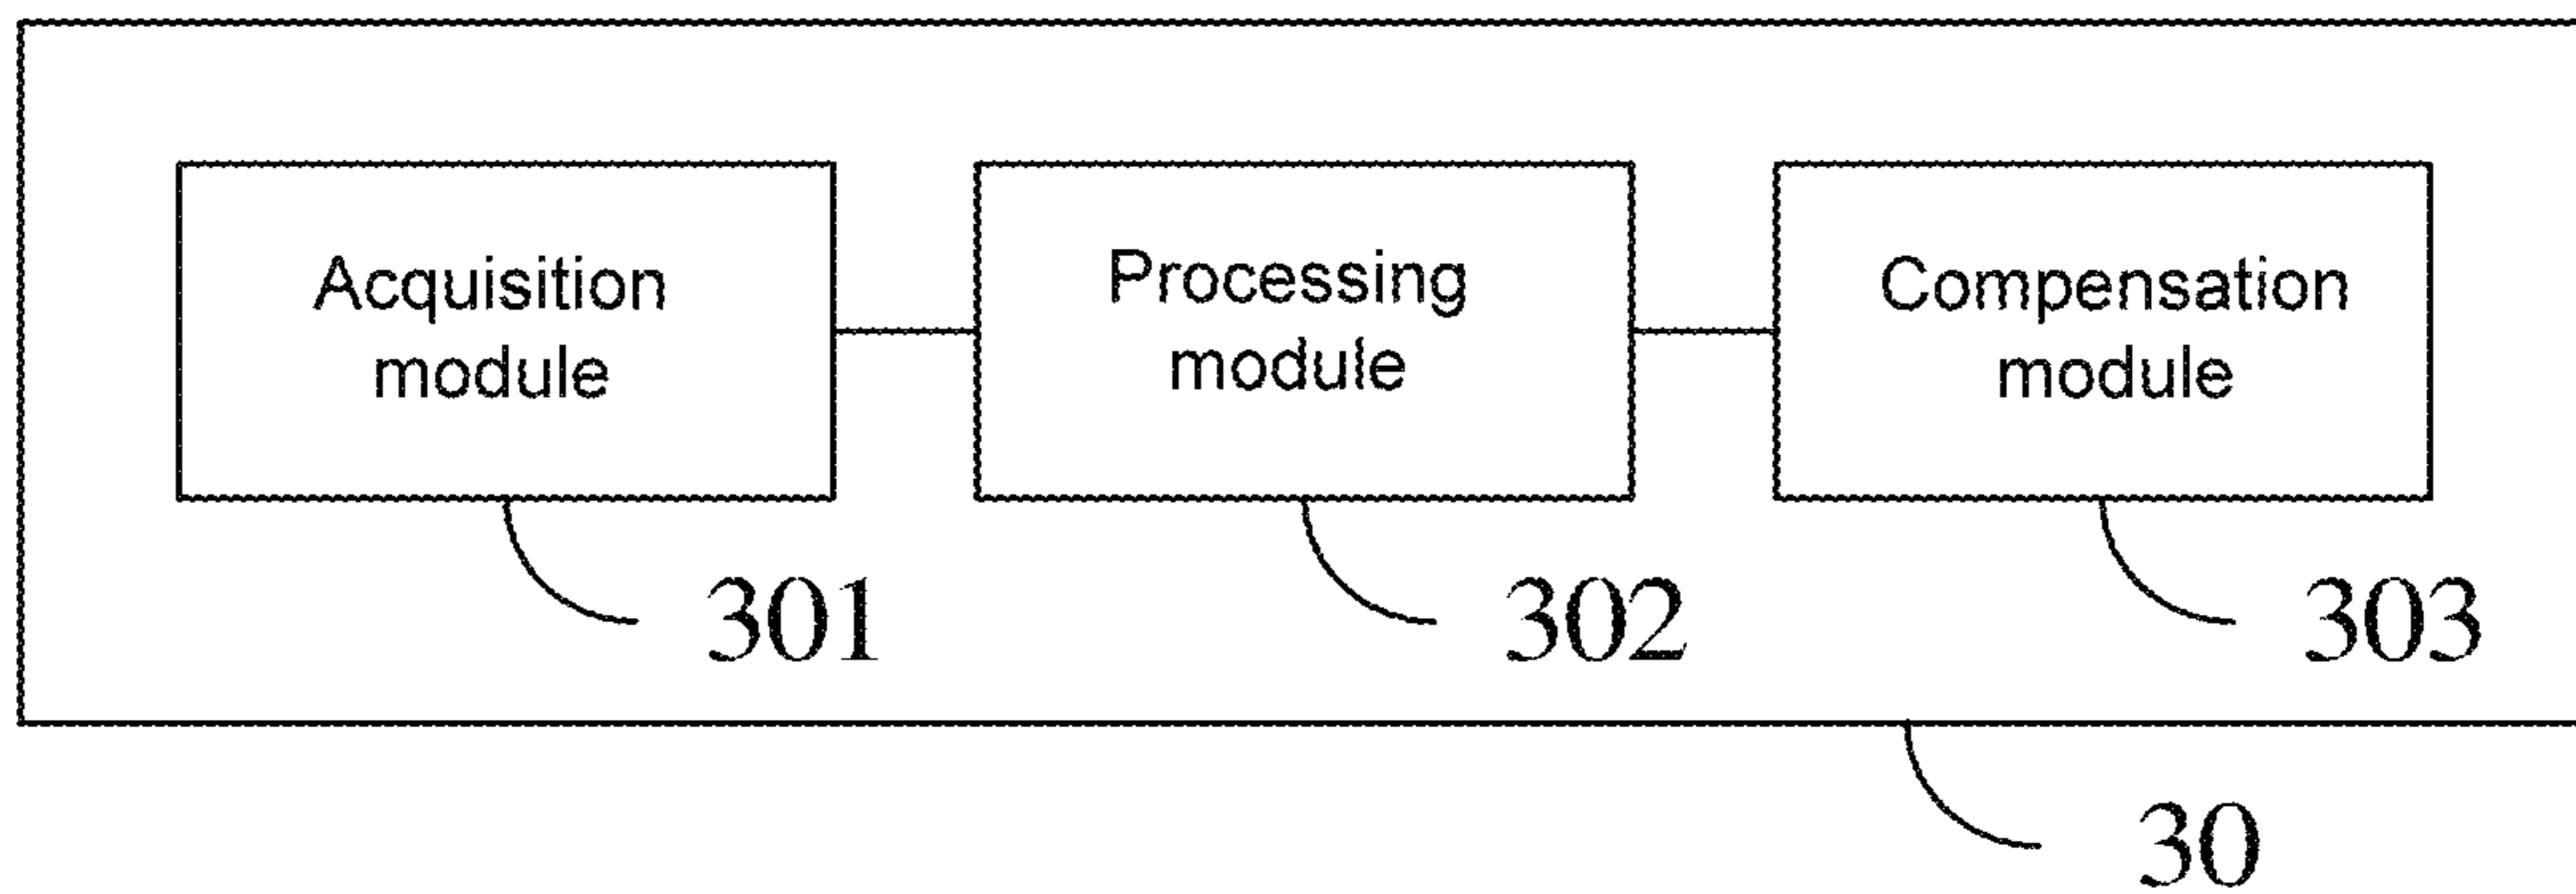 Acquisition
module
Processing
module
Compensation
module
301
302
303
30